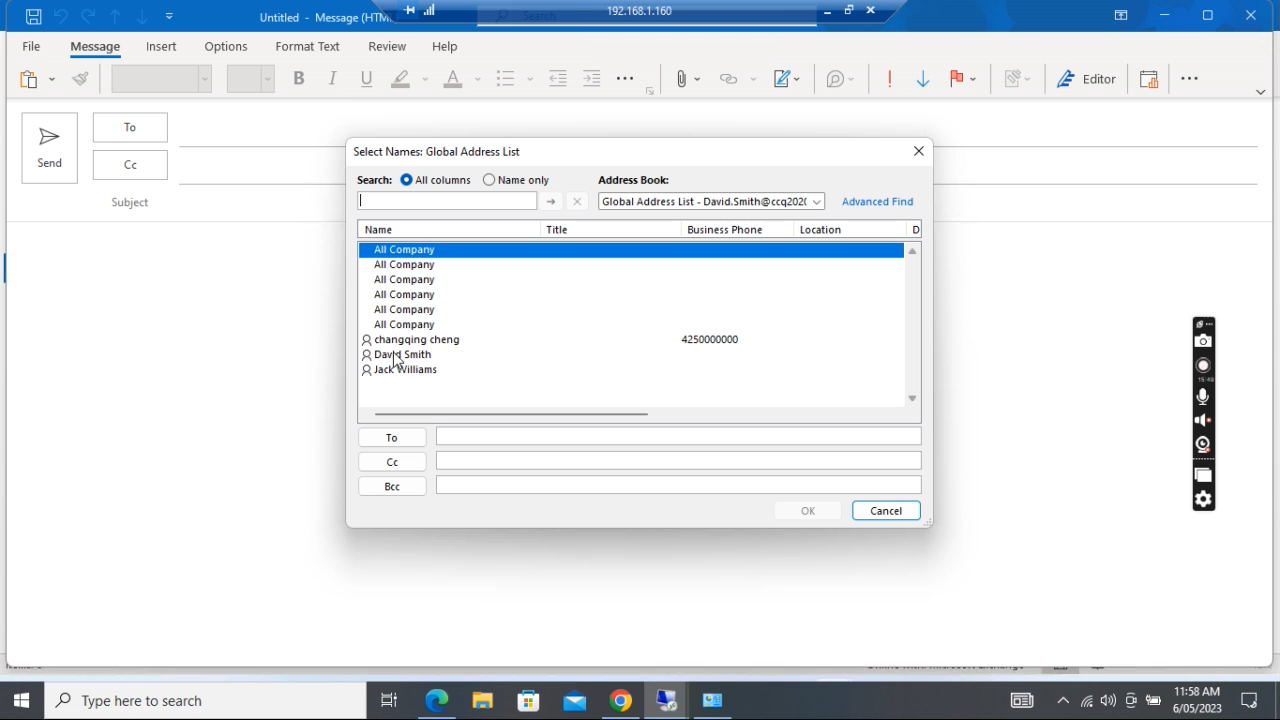 Untitled - Message (HTM
192.168.1.160
Search
File Message Insert Options Format Text Review Help
B I U
Editor
Send
To
Cc
Subject
Select Names: Global Address List
Search: All columns Name only Address Book:
Global Address List - David.Smith@ccq202( Advanced Find
Name Title Business Phone Location D
All Company
All Company
All Company
All Company
All Company
All Company
changqing cheng 4250000000
David Smith
Jack Williams
To
Cc
Bcc
OK Cancel
15:48
Type here to search
11:58 AM
6/05/2023